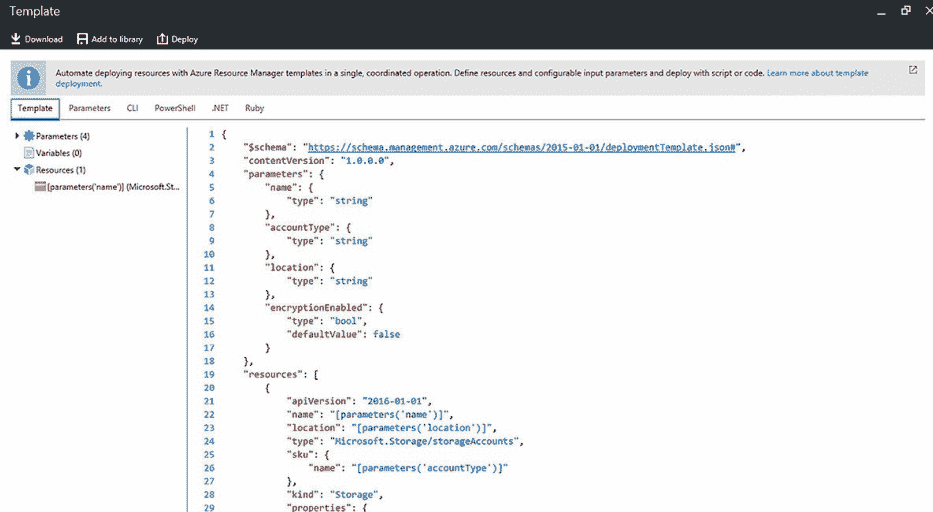 Template
Download Add to library Deploy
Automate deploying resources with Azure Resource Manager templates in a single, coordinated operation. Define resources and configurable input parameters and deploy with script or code. Learn more about template
deployment.
Template Parameters CLI PowerShell .NET Ruby
Parameters (4)
Variables (0)
Resources (1)
[parameters('name')] (Microsoft.St...
1 {
2 "$schema": "https://schema.management.azure.com/schemas/2015-01-01/deploymentTemplate.json#",
3 "contentVersion": "1.0.0.0",
4 "parameters": {
5 "name": {
6 "type": "string"
7 },
8 "accountType": {
9 "type": "string"
10 },
11 "location": {
12 "type": "string"
13 },
14 "encryptionEnabled": {
15 "type": "bool",
16 "defaultValue": false
17 }
18 },
19 "resources": [
20 {
21 "apiVersion": "2016-01-01",
22 "name": "[parameters('name')]",
23 "location": "[parameters('location')]",
24 "type": "Microsoft.Storage/storageAccounts",
25 "sku": {
26 "name": "[parameters('accountType')]"
27 },
28 "kind": "Storage",
29 "properties": {